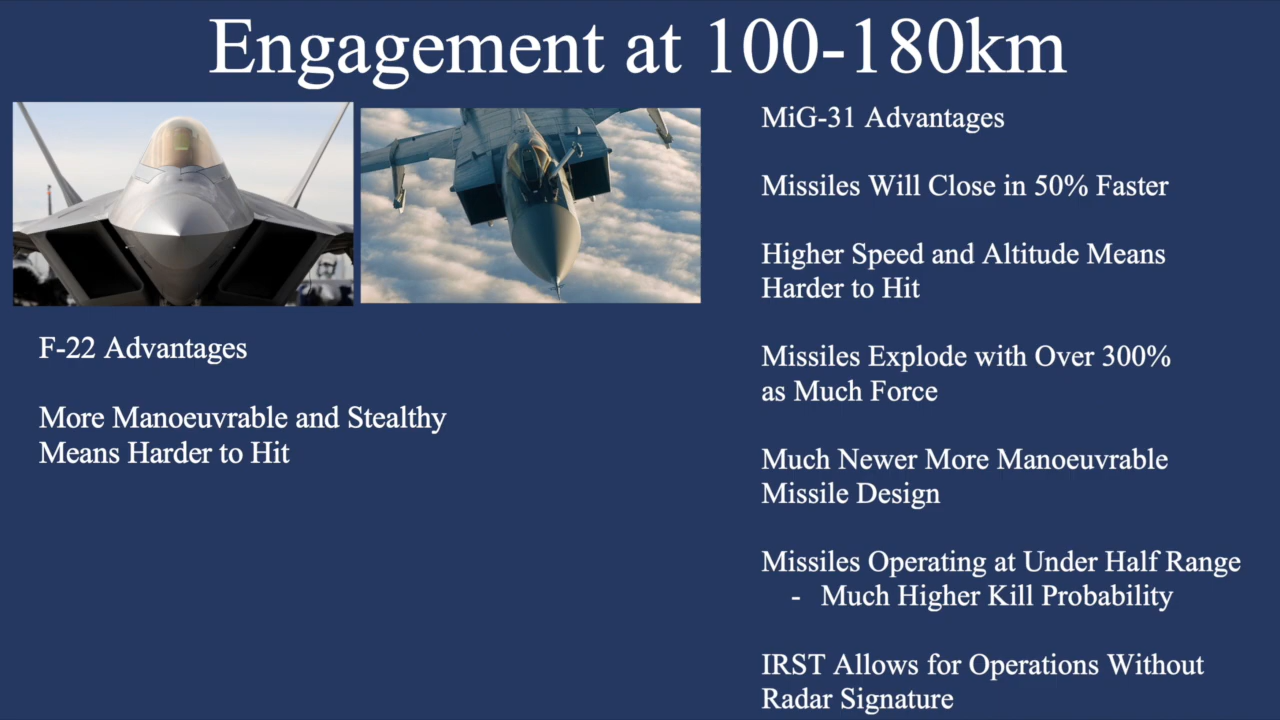 Engagement at 100-180km
F-22 Advantages
More Manoeuvrable and Stealthy
Means Harder to Hit
MiG-31 Advantages
Missiles Will Close in 50% Faster
Higher Speed and Altitude Means
Harder to Hit
Missiles Explode with Over 300%
as Much Force
Much Newer More Manoeuvrable
Missile Design
Missiles Operating at Under Half Range
- Much Higher Kill Probability
IRST Allows for Operations Without
Radar Signature